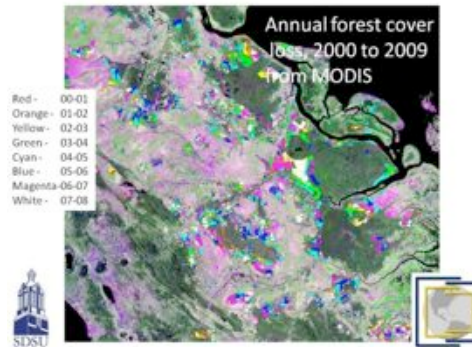 Annual forest cover
loss, 2000 to 2009
from MODIS
Red - 00-01
Orange - 01-02
Yellow - 02-03
Green - 03-04
Cyan - 04-05
Blue - 05-06
Magenta-06-07
White - 07-08
SDSU